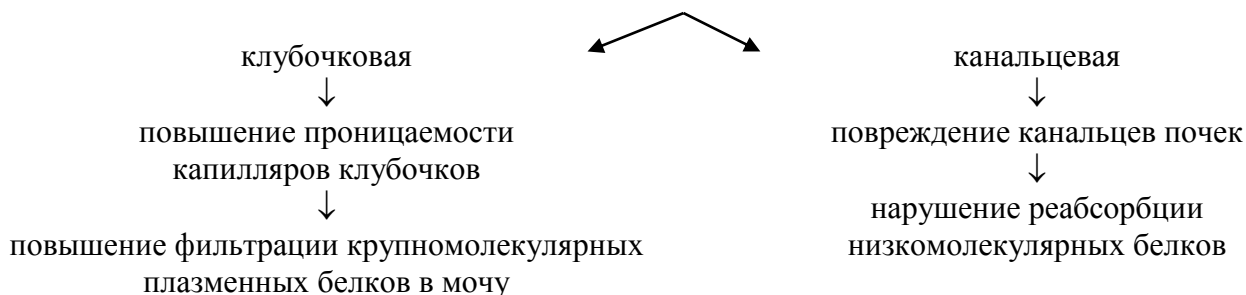 клубочковая
↓
повышение проницаемости
капилляров клубочков
↓
повышение фильтрации крупномолекулярных
плазменных белков в мочу
канальцевая
↓
повреждение канальцев почек
↓
нарушение реабсорбции
низкомолекулярных белков